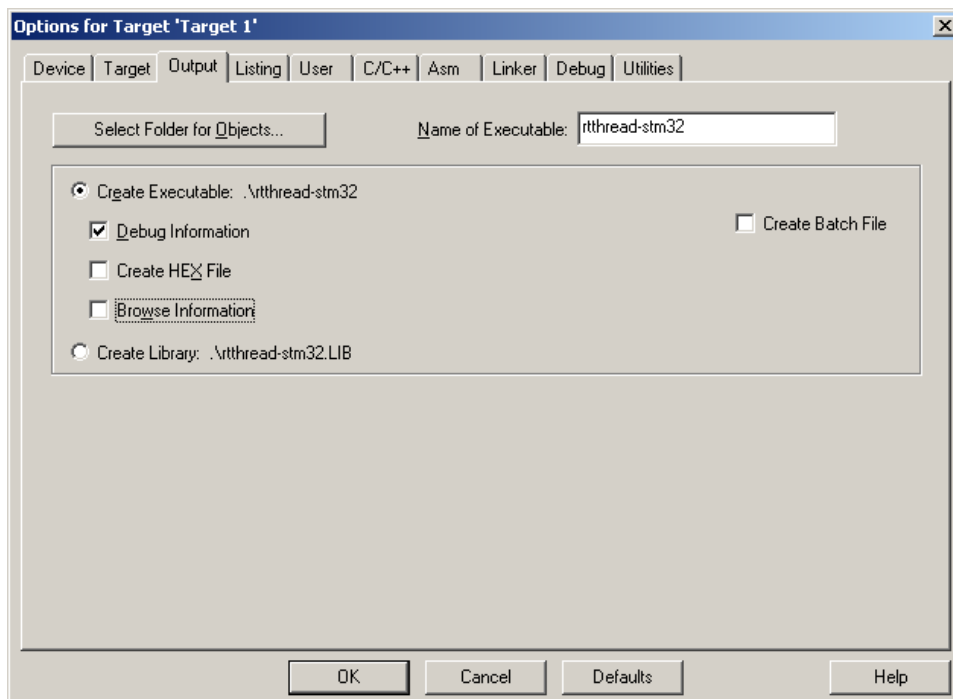 Options for Target 'Target 1'
Device Target Output Listing User C/C++ Asm Linker Debug Utilities
Select Folder for Objects... Name of Executable: rtthread-stm32
Create Executable: .\rtthread-stm32
Debug Information Create Batch File
Create HEX File
Browse Information
Create Library: .\rtthread-stm32.LIB
OK Cancel Defaults Help